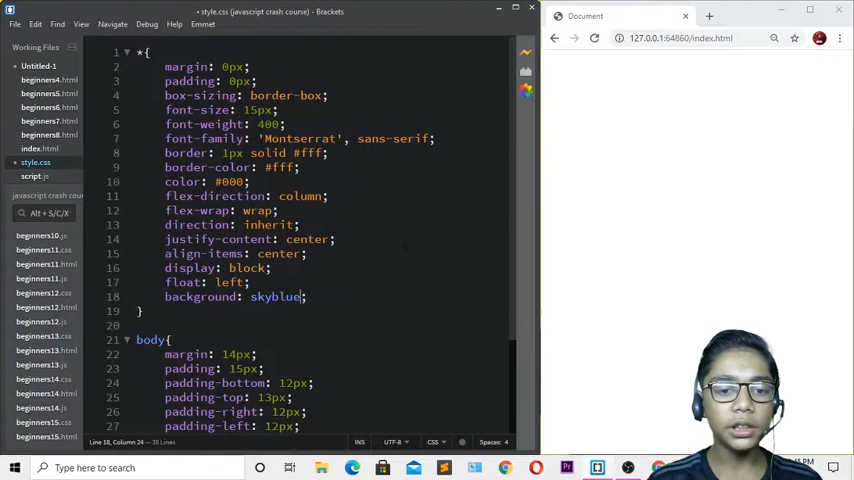 • style.css (javascript crash course) - Brackets
File Edit Find View Navigate Debug Help Emmet
Working Files
Untitled-1
beginners4.html
beginners5.html
beginners6.html
beginners7.html
beginners8.html
index.html
style.css
script.js
javascript crash course
Alt + S/C/X
beginners10.js
beginners11.css
beginners11.html
beginners11.js
beginners12.css
beginners12.html
beginners12.js
beginners13.css
beginners13.html
beginners13.js
beginners14.css
beginners14.html
beginners14.js
beginners15.css
beginners15.html
1 *{
2 margin: 0px;
3 padding: 0px;
4 box-sizing: border-box;
5 font-size: 15px;
6 font-weight: 400;
7 font-family: 'Montserrat', sans-serif;
8 border: 1px solid #fff;
9 border-color: #fff;
10 color: #000;
11 flex-direction: column;
12 flex-wrap: wrap;
13 direction: inherit;
14 justify-content: center;
15 align-items: center;
16 display: block;
17 float: left;
18 background: skyblue;
19 }
20
21 body{
22 margin: 14px;
23 padding: 15px;
24 padding-bottom: 12px;
25 padding-top: 13px;
26 padding-right: 12px;
27 padding-left: 12px;
Line 18, Column 24 — 35 Lines
INS UTF-8 CSS Spaces: 4
Document
127.0.0.1:64860/index.html
Type here to search